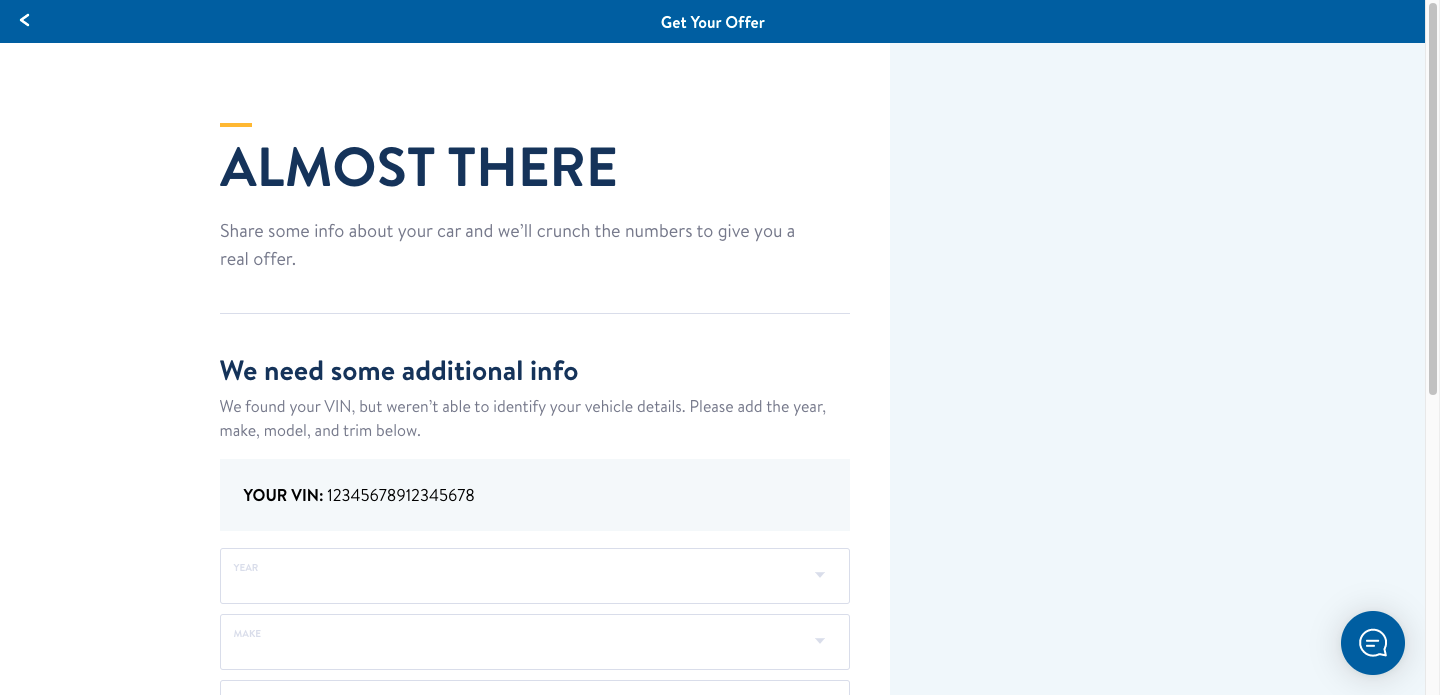 Get Your Offer
ALMOST THERE
Share some info about your car and we’ll crunch the numbers to give you a
real offer.
We need some additional info
We found your VIN, but weren’t able to identify your vehicle details. Please add the year,
make, model, and trim below.
YOUR VIN: 12345678912345678
YEAR
MAKE